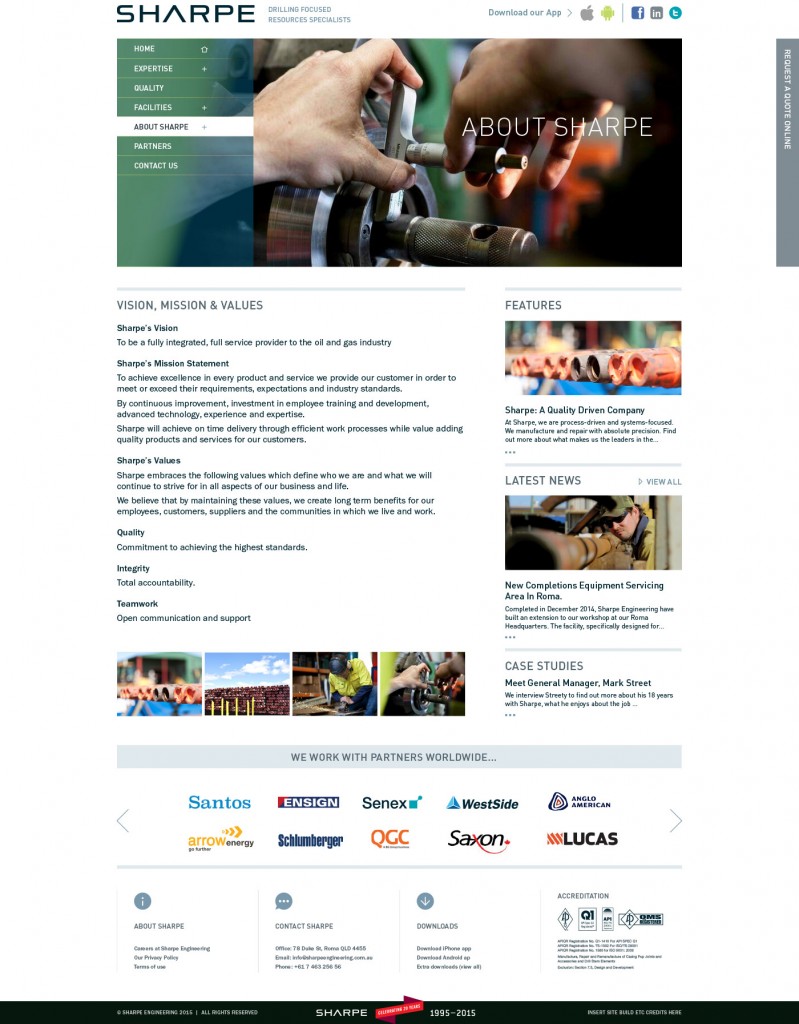 SHARPE
DRILLING FOCUSED
RESOURCES SPECIALISTS
Download our App
HOME
EXPERTISE +
QUALITY
FACILITIES +
ABOUT SHARPE +
PARTNERS
CONTACT US
ABOUT SHARPE
REQUEST A QUOTE ONLINE
VISION, MISSION & VALUES
Sharpe's Vision
To be a fully integrated, full service provider to the oil and gas industry
Sharpe's Mission Statement
To achieve excellence in every product and service we provide our customer in order to
meet or exceed their requirements, expectations and industry standards.
By continuous improvement, investment in employee training and development,
advanced technology, experience and expertise.
Sharpe will achieve on time delivery through efficient work processes while value adding
quality products and services for our customers.
Sharpe's Values
Sharpe embraces the following values which define who we are and what we will
continue to strive for in all aspects of our business and life.
We believe that by maintaining these values, we create long term benefits for our
employees, customers, suppliers and the communities in which we live and work.
Quality
Commitment to achieving the highest standards.
Integrity
Total accountability.
Teamwork
Open communication and support
FEATURES
Sharpe: A Quality Driven Company
At Sharpe, we are process-driven and systems-focused.
We manufacture and repair with absolute precision. Find
out more about what makes us the leaders in the...
LATEST NEWS
VIEW ALL
New Completions Equipment Servicing
Area In Roma.
Completed in December 2014, Sharpe Engineering have
built an extension to our workshop at our Roma
Headquarters. The facility, specifically designed for...
CASE STUDIES
Meet General Manager, Mark Street
We interview Streety to find out more about his 18 years
with Sharpe, what he enjoys about the job ...
WE WORK WITH PARTNERS WORLDWIDE...
Santos
ENSIGN
Senex
WestSide
ANGLO
AMERICAN
arrowenergy
go further
Schlumberger
QGC
Saxon
LUCAS
ABOUT SHARPE
Careers at Sharpe Engineering
Our Privacy Policy
Terms of use
CONTACT SHARPE
Office: 78 Duke St, Roma QLD 4455
Email: info@sharpeengineering.com.au
Phone: +61 7 463 256 56
DOWNLOADS
Download iPhone app
Download Android ap
Extra downloads (view all)
ACCREDITATION
Q1
API
QMS
REGISTERED
Exclusion: Section 7.3, Design and Development
© SHARPE ENGINEERING 2015 | ALL RIGHTS RESERVED
SHARPE
CELEBRATING 20 YEARS
1995–2015
INSERT SITE BUILD ETC CREDITS HERE